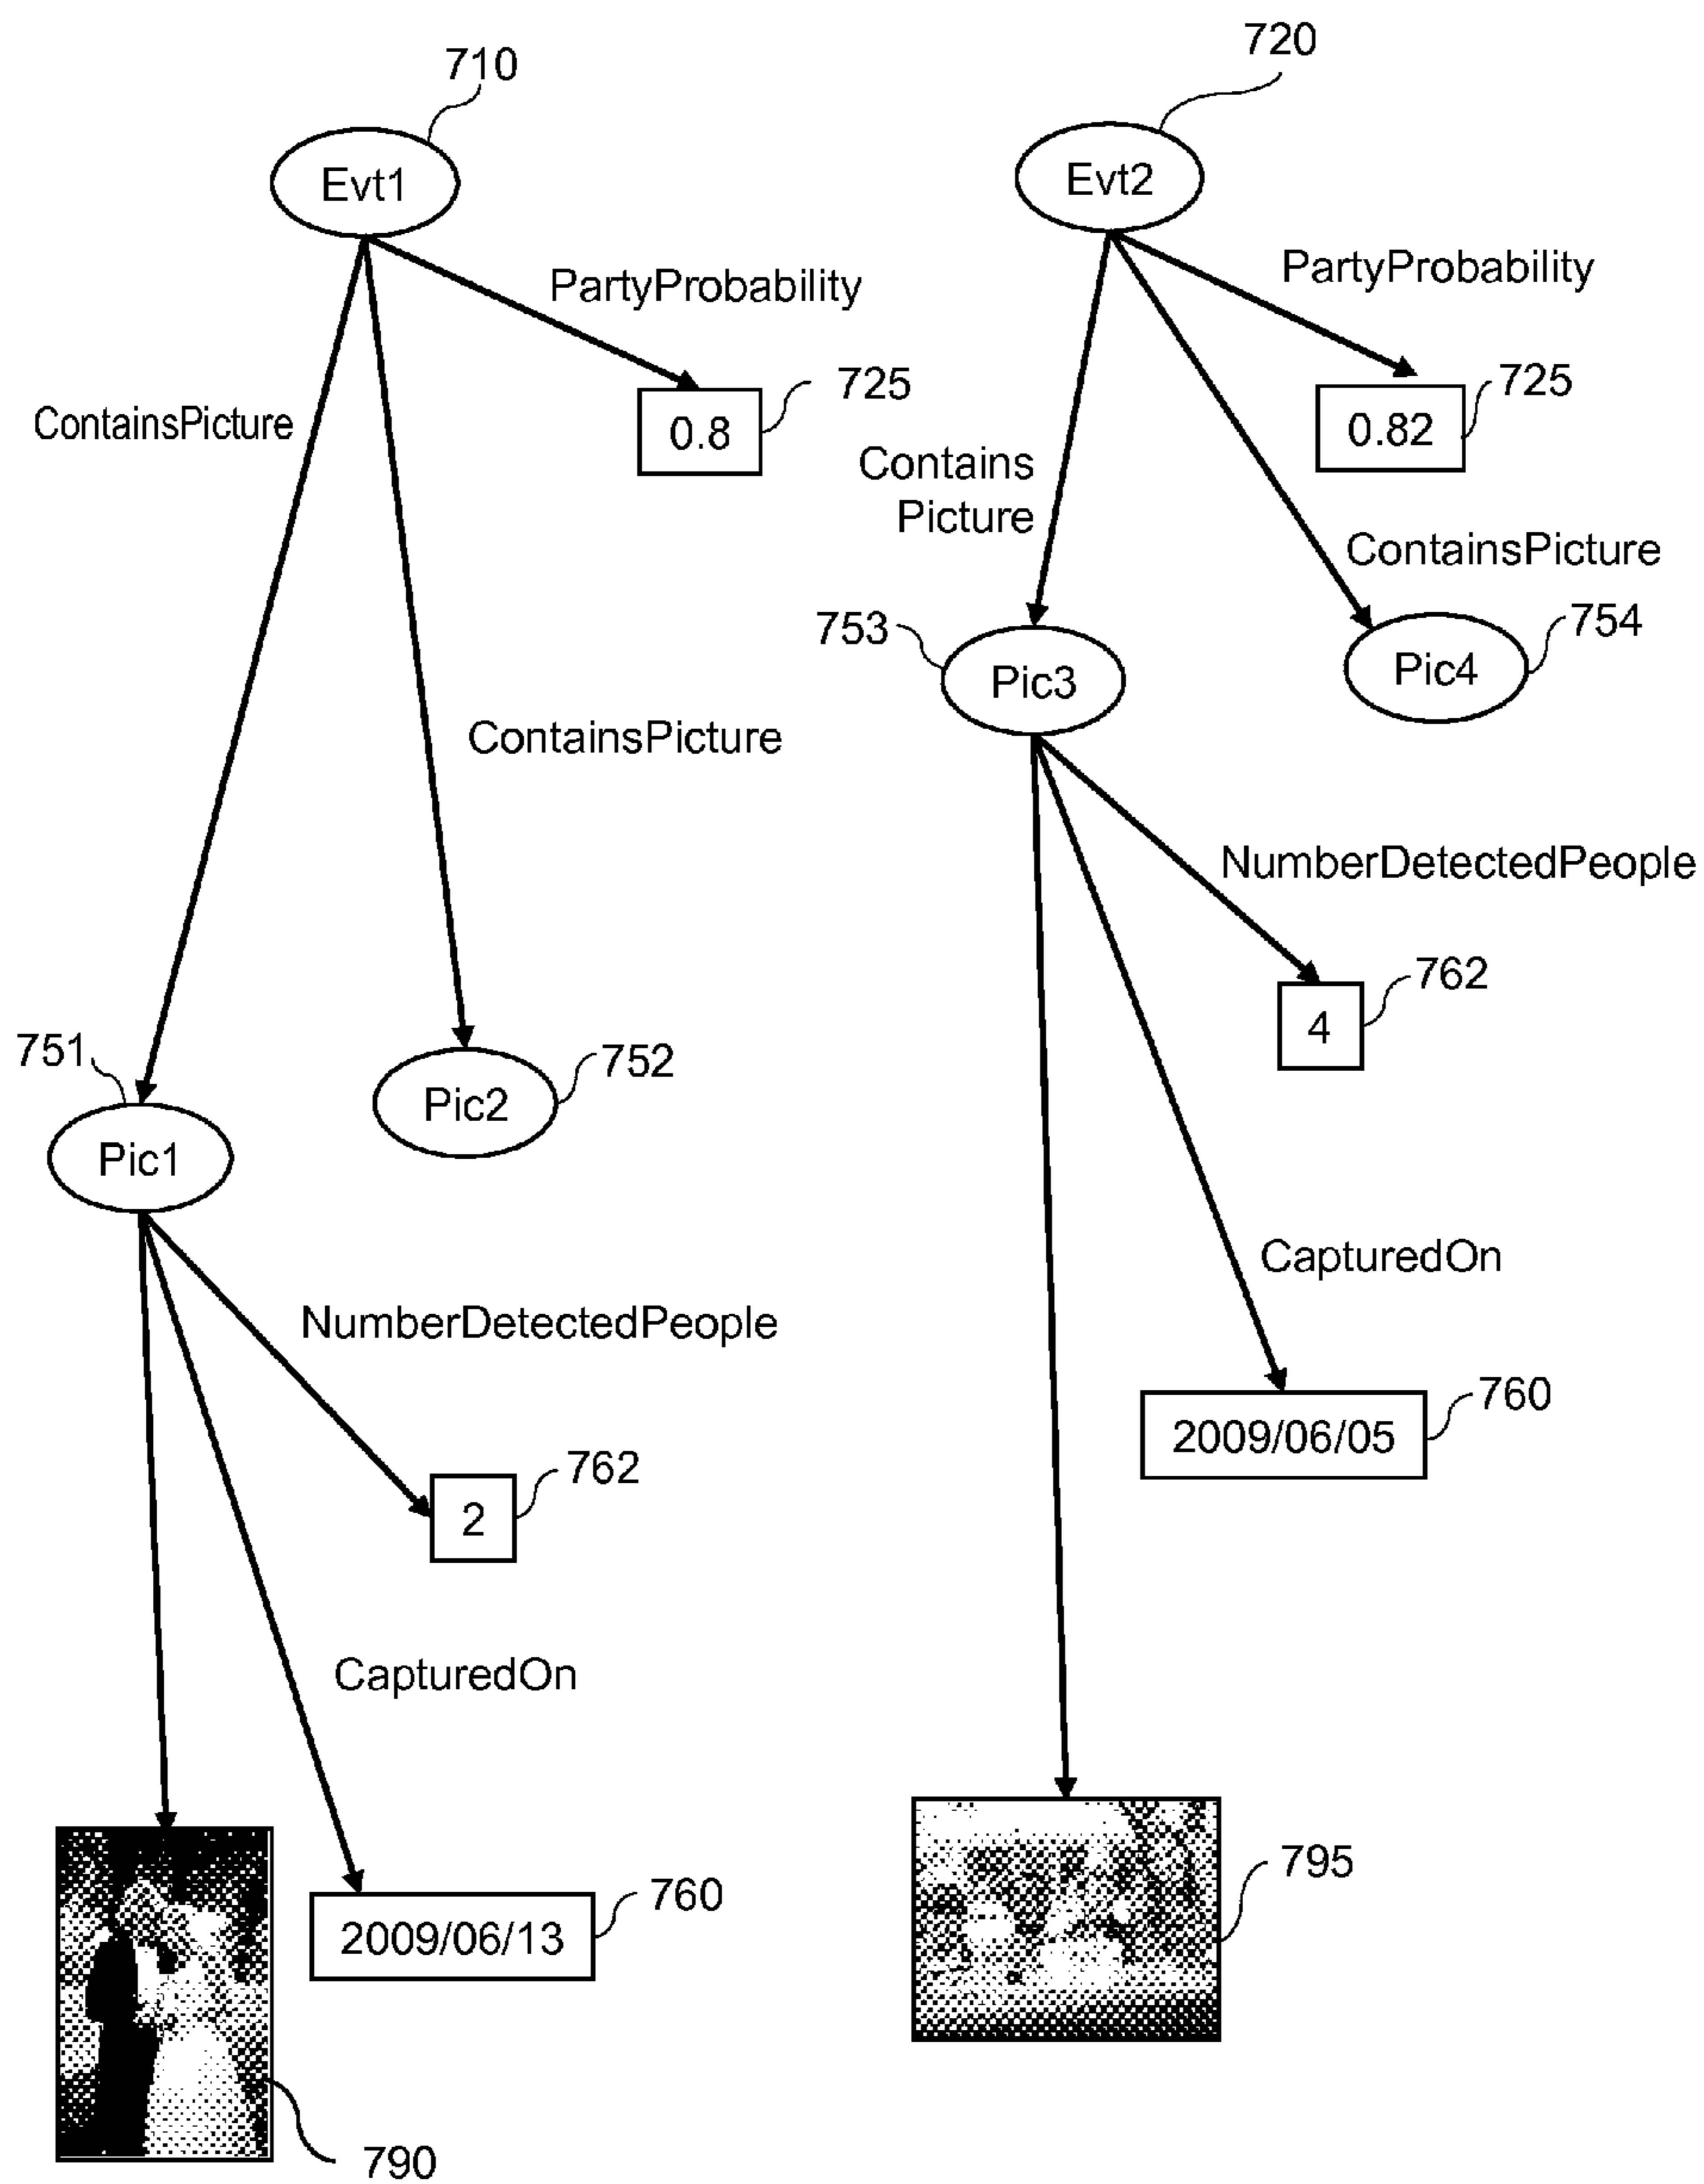 710
720
Evt1
Evt2
PartyProbability
PartyProbability
725
725
0.8
0.82
ContainsPicture
Contains
Picture
ContainsPicture
753
754
Pic3
Pic4
ContainsPicture
NumberDetectedPeople
762
4
751
752
Pic1
Pic2
CapturedOn
NumberDetectedPeople
760
2009/06/05
762
2
CapturedOn
795
760
2009/06/13
790